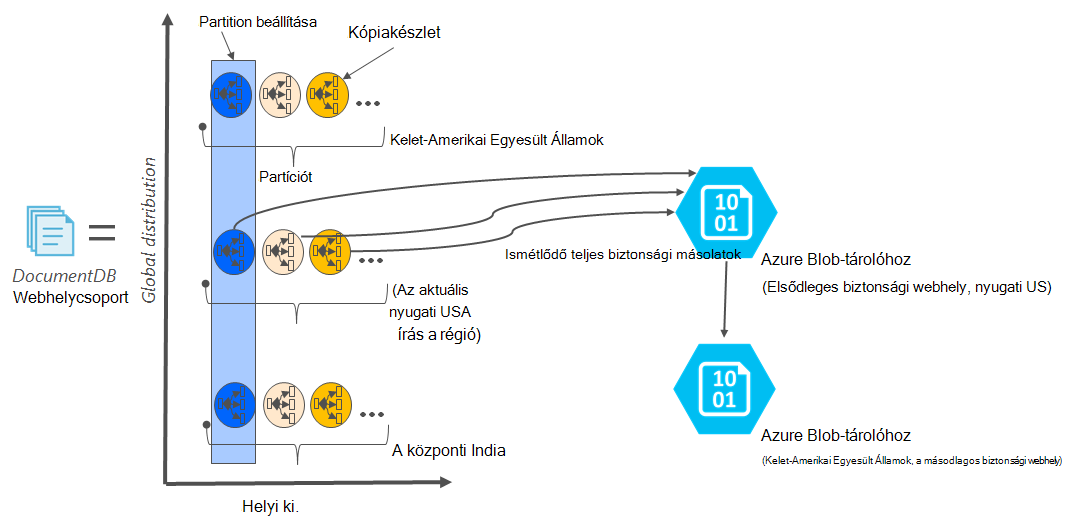 Partition beállítása
Kópiakészlet
Kelet-Amerikai Egyesült Államok
Partíciót
Global distribution
DocumentDB
Webhelycsoport
10
01
Ismétlődő teljes biztonsági másolatok
Azure Blob-tárolóhoz
(Elsődleges biztonsági webhely, nyugati US)
(Az aktuális
nyugati USA
írás a régió)
10
01
Azure Blob-tárolóhoz
(Kelet-Amerikai Egyesült Államok, a másodlagos biztonsági webhely)
A központi India
Helyi ki.